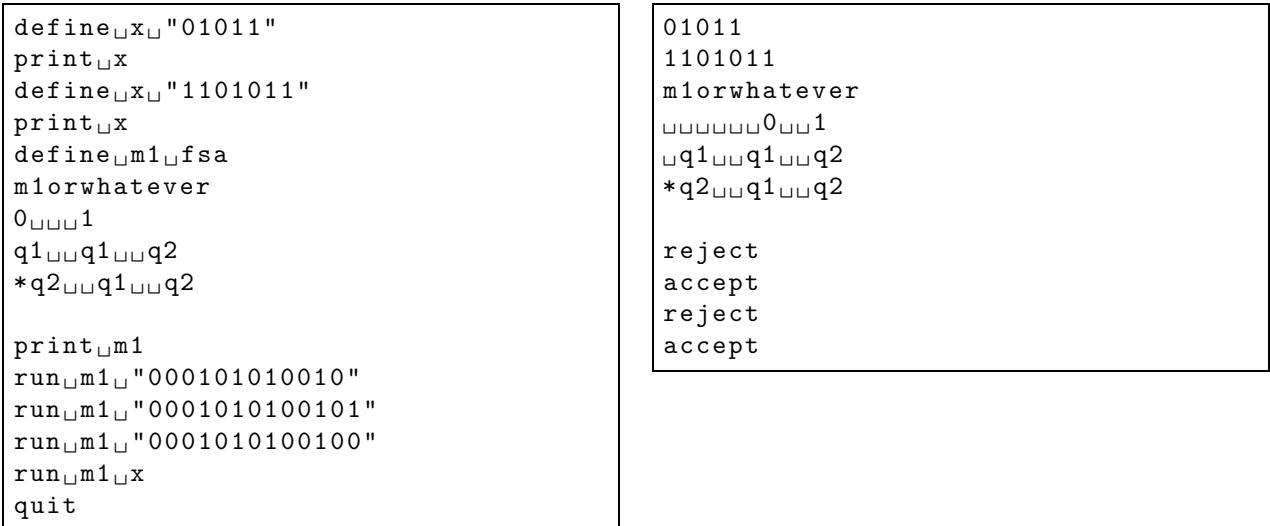 define␣x␣"01011"
print␣x
define␣x␣"1101011"
print␣x
define␣m1␣fsa
m1orwhatever
0␣␣␣1
q1␣␣q1␣␣q2
*q2␣␣q1␣␣q2

print␣m1
run␣m1␣"000101010010"
run␣m1␣"0001010100101"
run␣m1␣"0001010100100"
run␣m1␣x
quit

01011
1101011
m1orwhatever
␣␣␣␣␣␣0␣␣1
␣q1␣␣q1␣␣q2
*q2␣␣q1␣␣q2

reject
accept
reject
accept